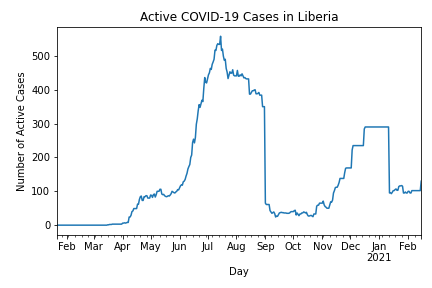 Active COVID-19 Cases in Liberia
Number of Active Cases
500
400
300
200
100
0
Feb Mar Apr May Jun Jul Aug Sep Oct Nov Dec Jan Feb
2021
Day